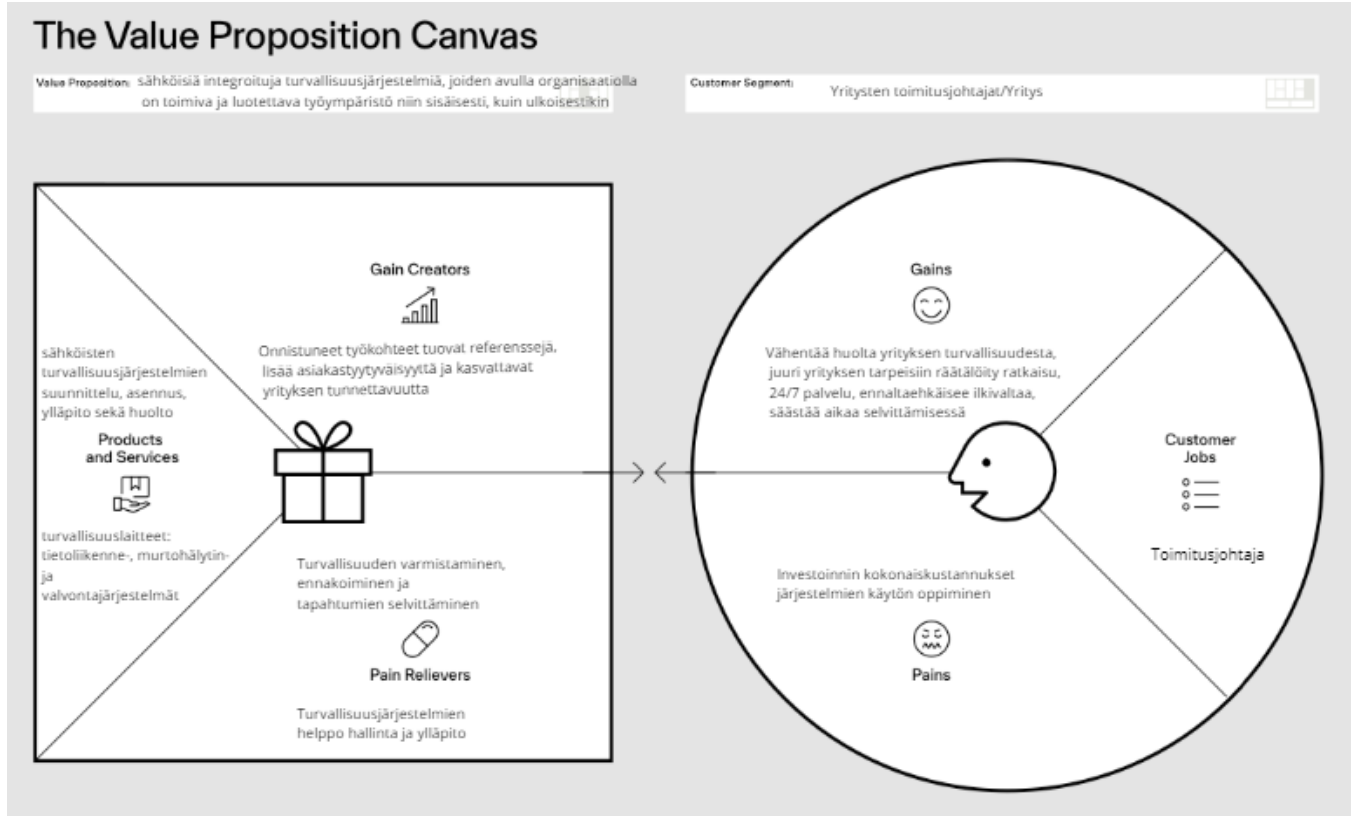 The Value Proposition Canvas
Value Proposition: sähköisiä integroituja turvallisuusjärjestelmiä, joiden avulla organisaatiolla
on toimiva ja luotettava työympäristö niin sisäisesti, kuin ulkoisestikin
Customer Segment:
Yritysten toimitusjohtajat/Yritys
Gain Creators
Onnistuneet työkohteet tuovat referenssejä,
lisää asiakastyytyväisyyttä ja kasvattavat
yrityksen tunnettavuutta
sähköisten
turvallisuusjärjestelmien
suunnittelu, asennus,
ylläpito sekä huolto
Products
and Services
turvallisuuslaitteet:
tietoliikenne-, murtohälytin-
ja
valvontajärjestelmät
Turvallisuuden varmistaminen,
ennakoiminen ja
tapahtumien selvittäminen
Pain Relievers
Turvallisuusjärjestelmien
helppo hallinta ja ylläpito
Gains
Vähentää huolta yrityksen turvallisuudesta,
juuri yrityksen tarpeisiin räätälöity ratkaisu,
24/7 palvelu, ennaltaehkäisee ilkivaltaa,
säästää aikaa selvittämisessä
Customer
Jobs
Toimitusjohtaja
Investoinnin kokonaiskustannukset
järjestelmien käytön oppiminen
Pains